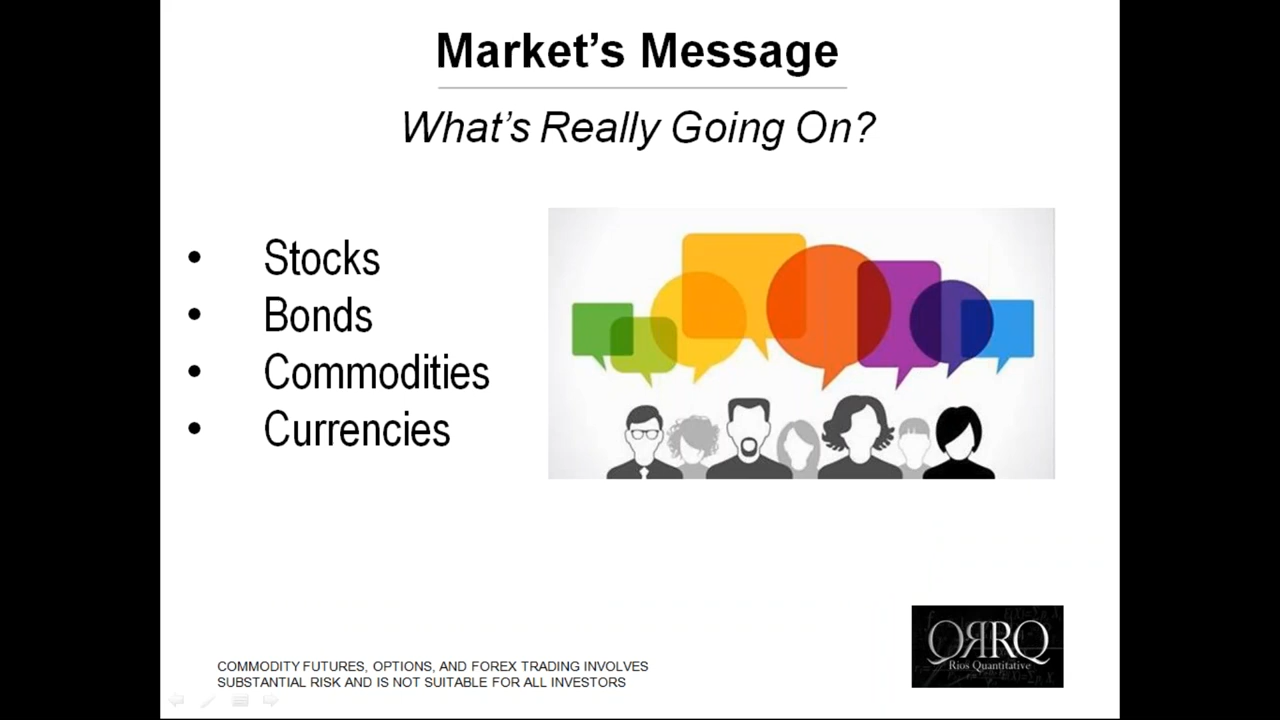 Market’s Message
What’s Really Going On?
• Stocks
• Bonds
• Commodities
• Currencies
Rios Quantitative
COMMODITY FUTURES, OPTIONS, AND FOREX TRADING INVOLVES
SUBSTANTIAL RISK AND IS NOT SUITABLE FOR ALL INVESTORS